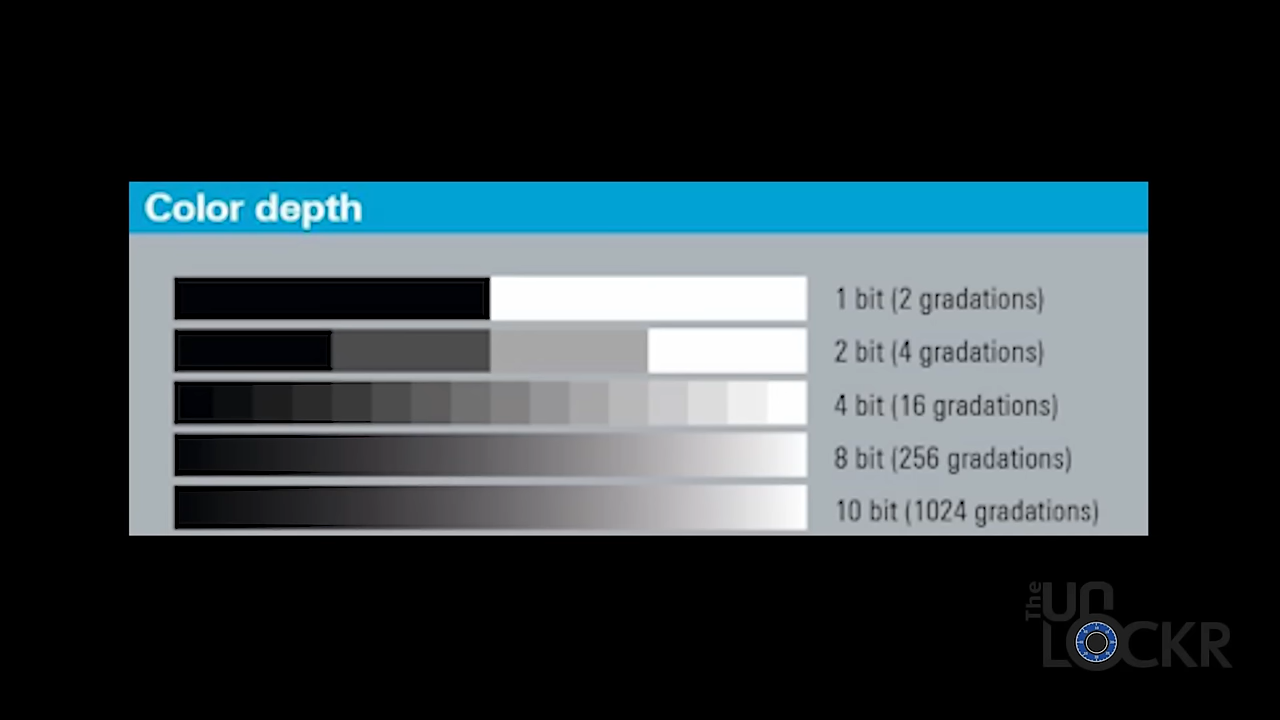 Color depth
1 bit (2 gradations)
2 bit (4 gradations)
4 bit (16 gradations)
8 bit (256 gradations)
10 bit (1024 gradations)
The
UN
LOCKR